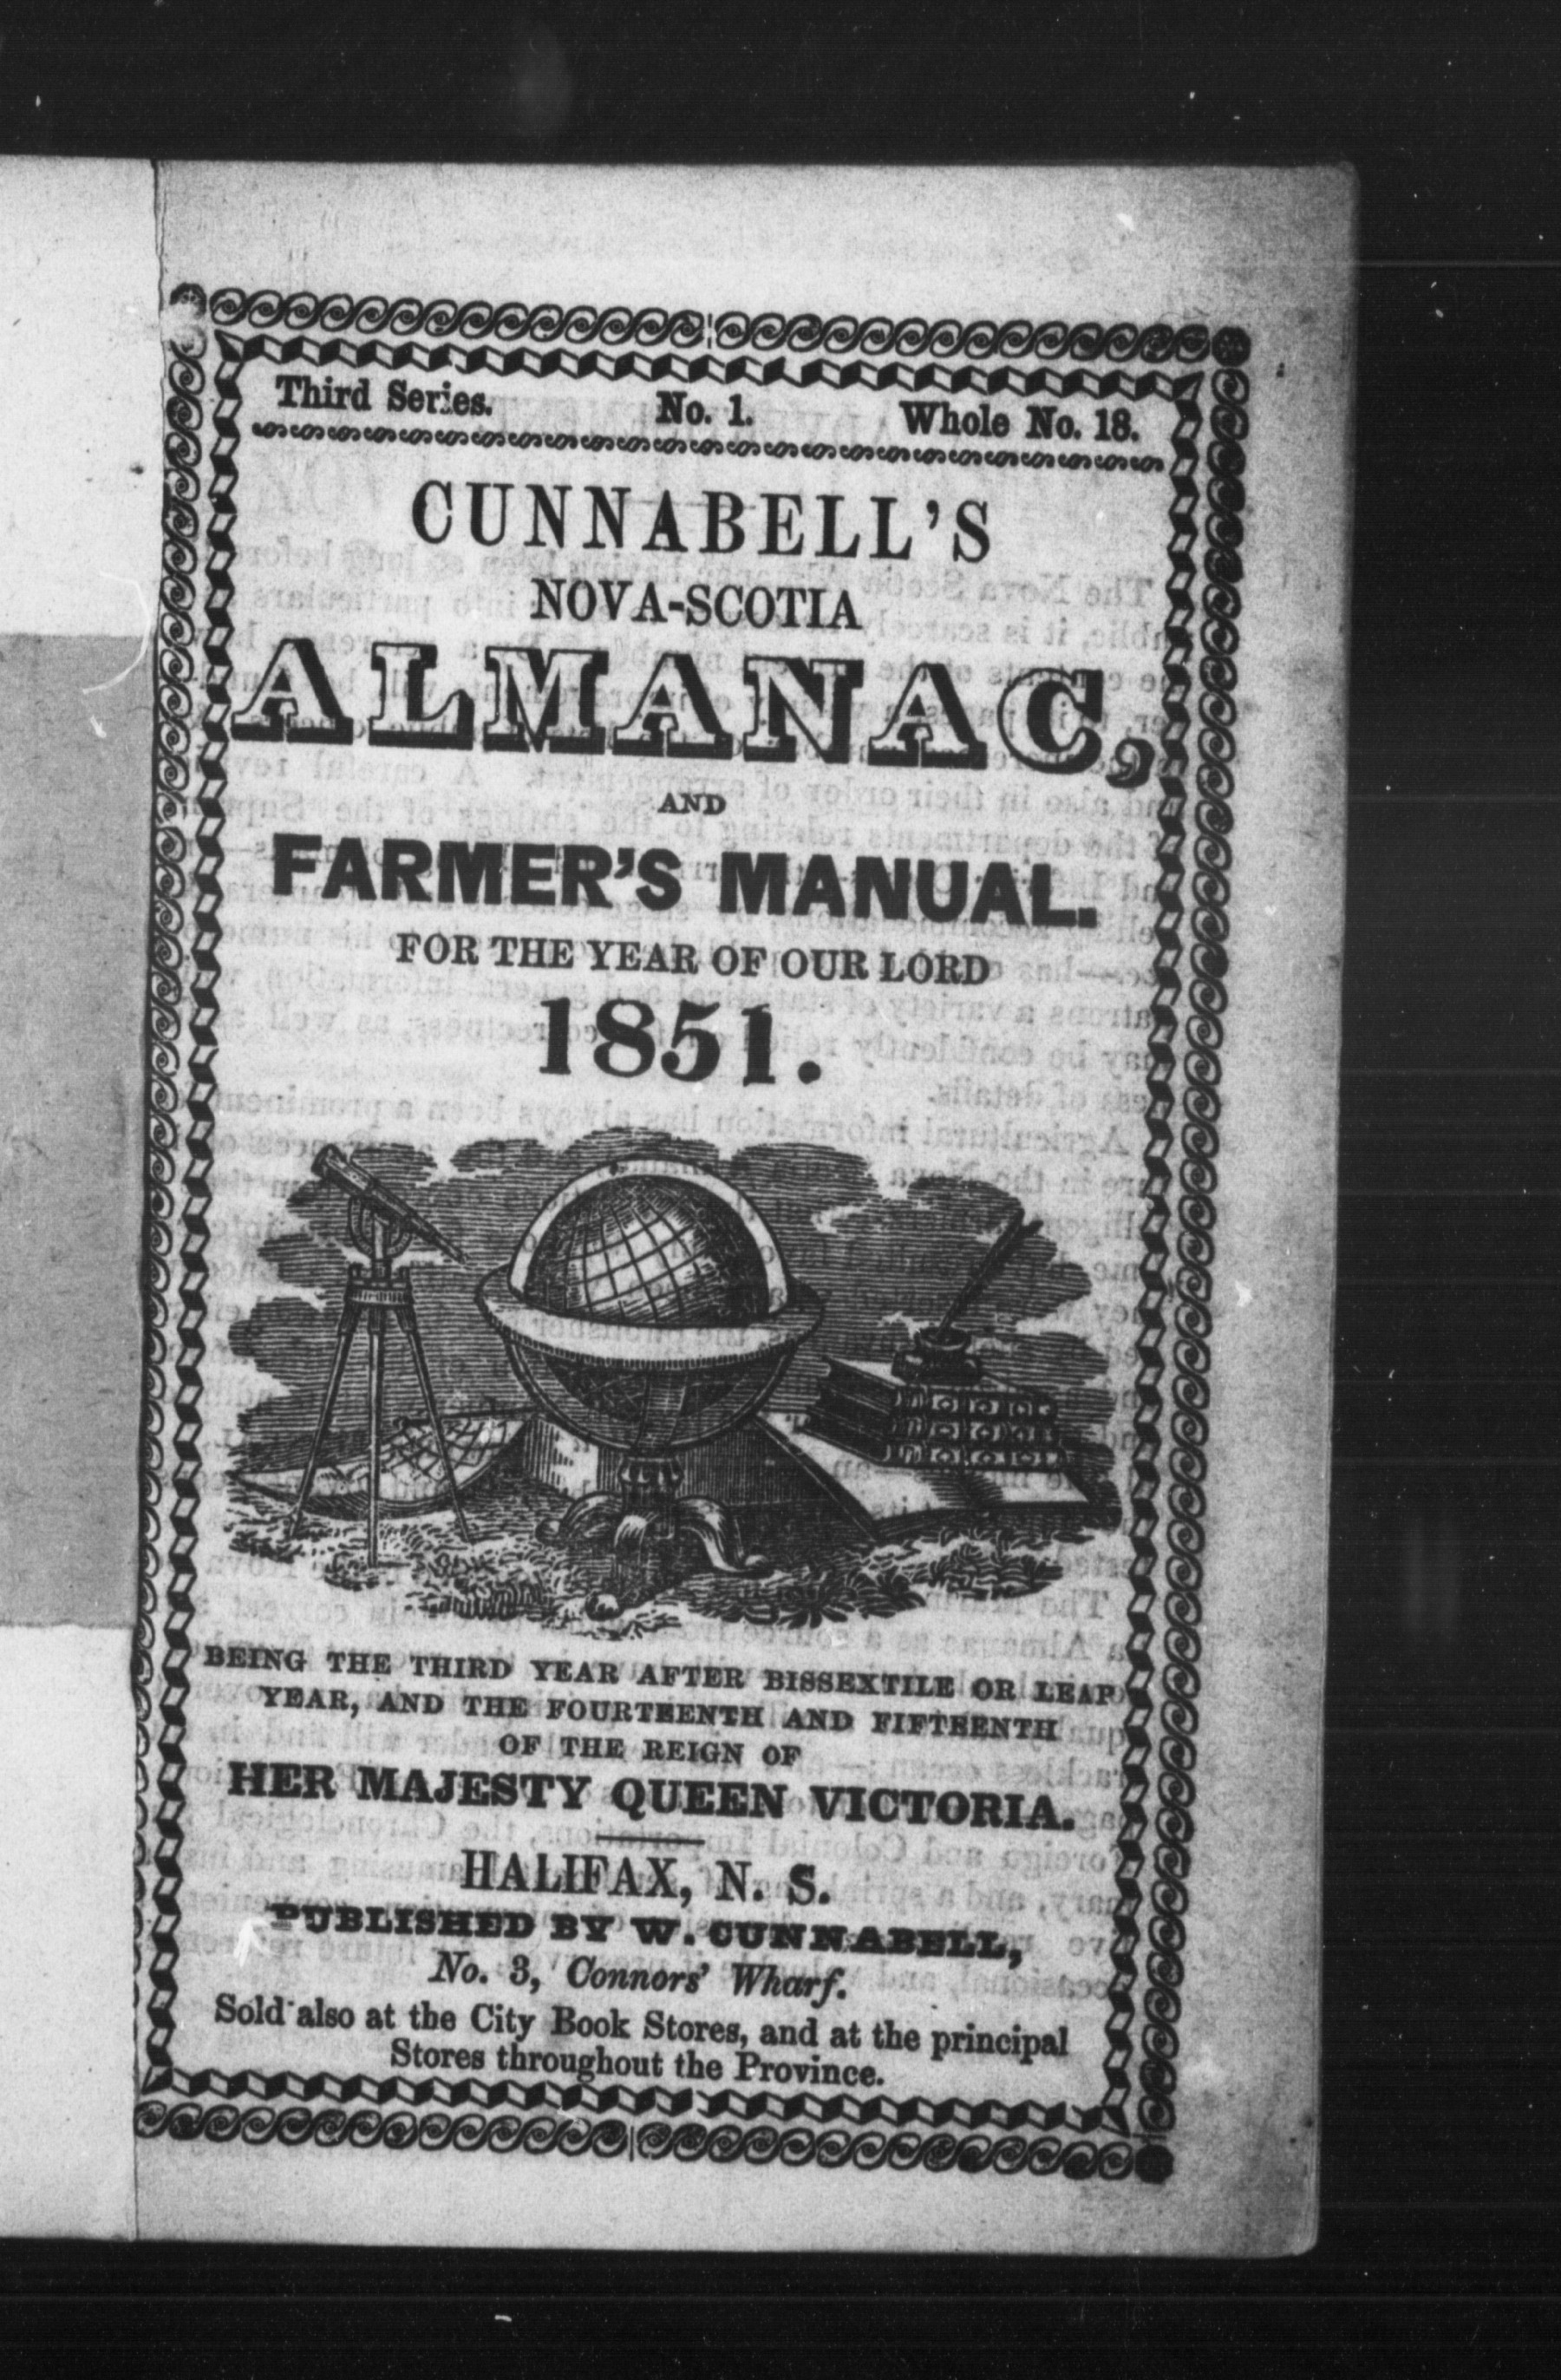 Third Series. No. 1. Whole No. 18.
CUNNABELL'S
NOVA-SCOTIA
ALMANAC,
AND
FARMER'S MANUAL.
FOR THE YEAR OF OUR LORD
1851.
BEING THE THIRD YEAR AFTER BISSEXTILE OR LEAP
YEAR, AND THE FOURTEENTH AND FIFTEENTH
OF THE REIGN OF
HER MAJESTY QUEEN VICTORIA.
HALIFAX, N. S.
PUBLISHED BY W. CUNNABELL,
No. 3, Connors' Wharf.
Sold also at the City Book Stores, and at the principal
Stores throughout the Province.